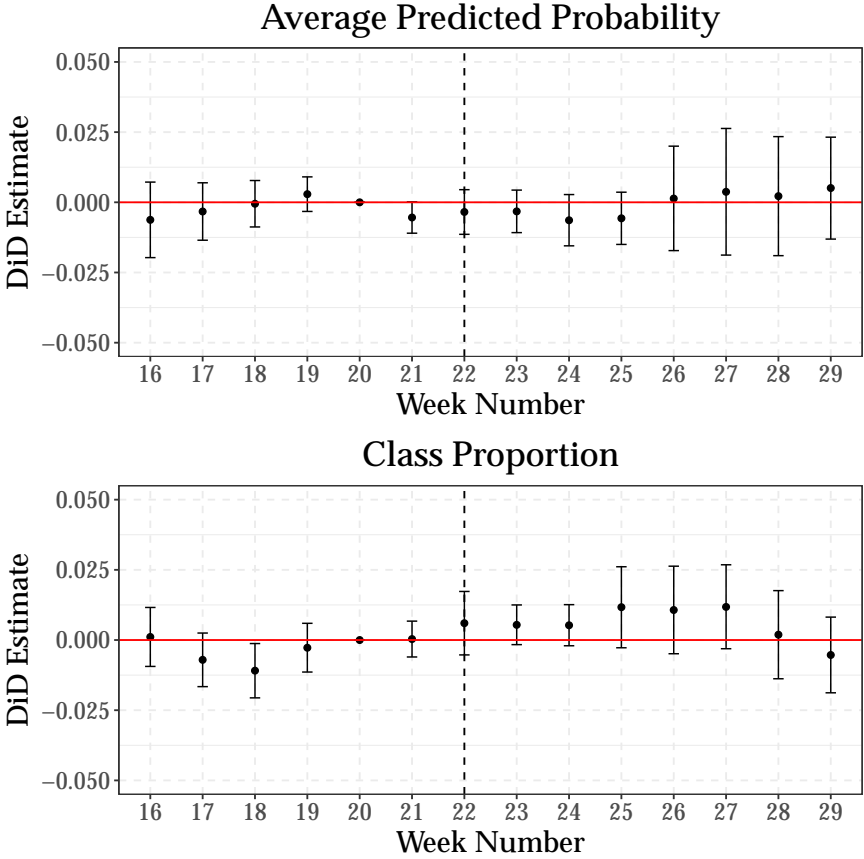 Average Predicted Probability
DiD Estimate
0.050
0.025
0.000
−0.025
−0.050
16 17 18 19 20 21 22 23 24 25 26 27 28 29
Week Number
Class Proportion
DiD Estimate
0.050
0.025
0.000
−0.025
−0.050
16 17 18 19 20 21 22 23 24 25 26 27 28 29
Week Number